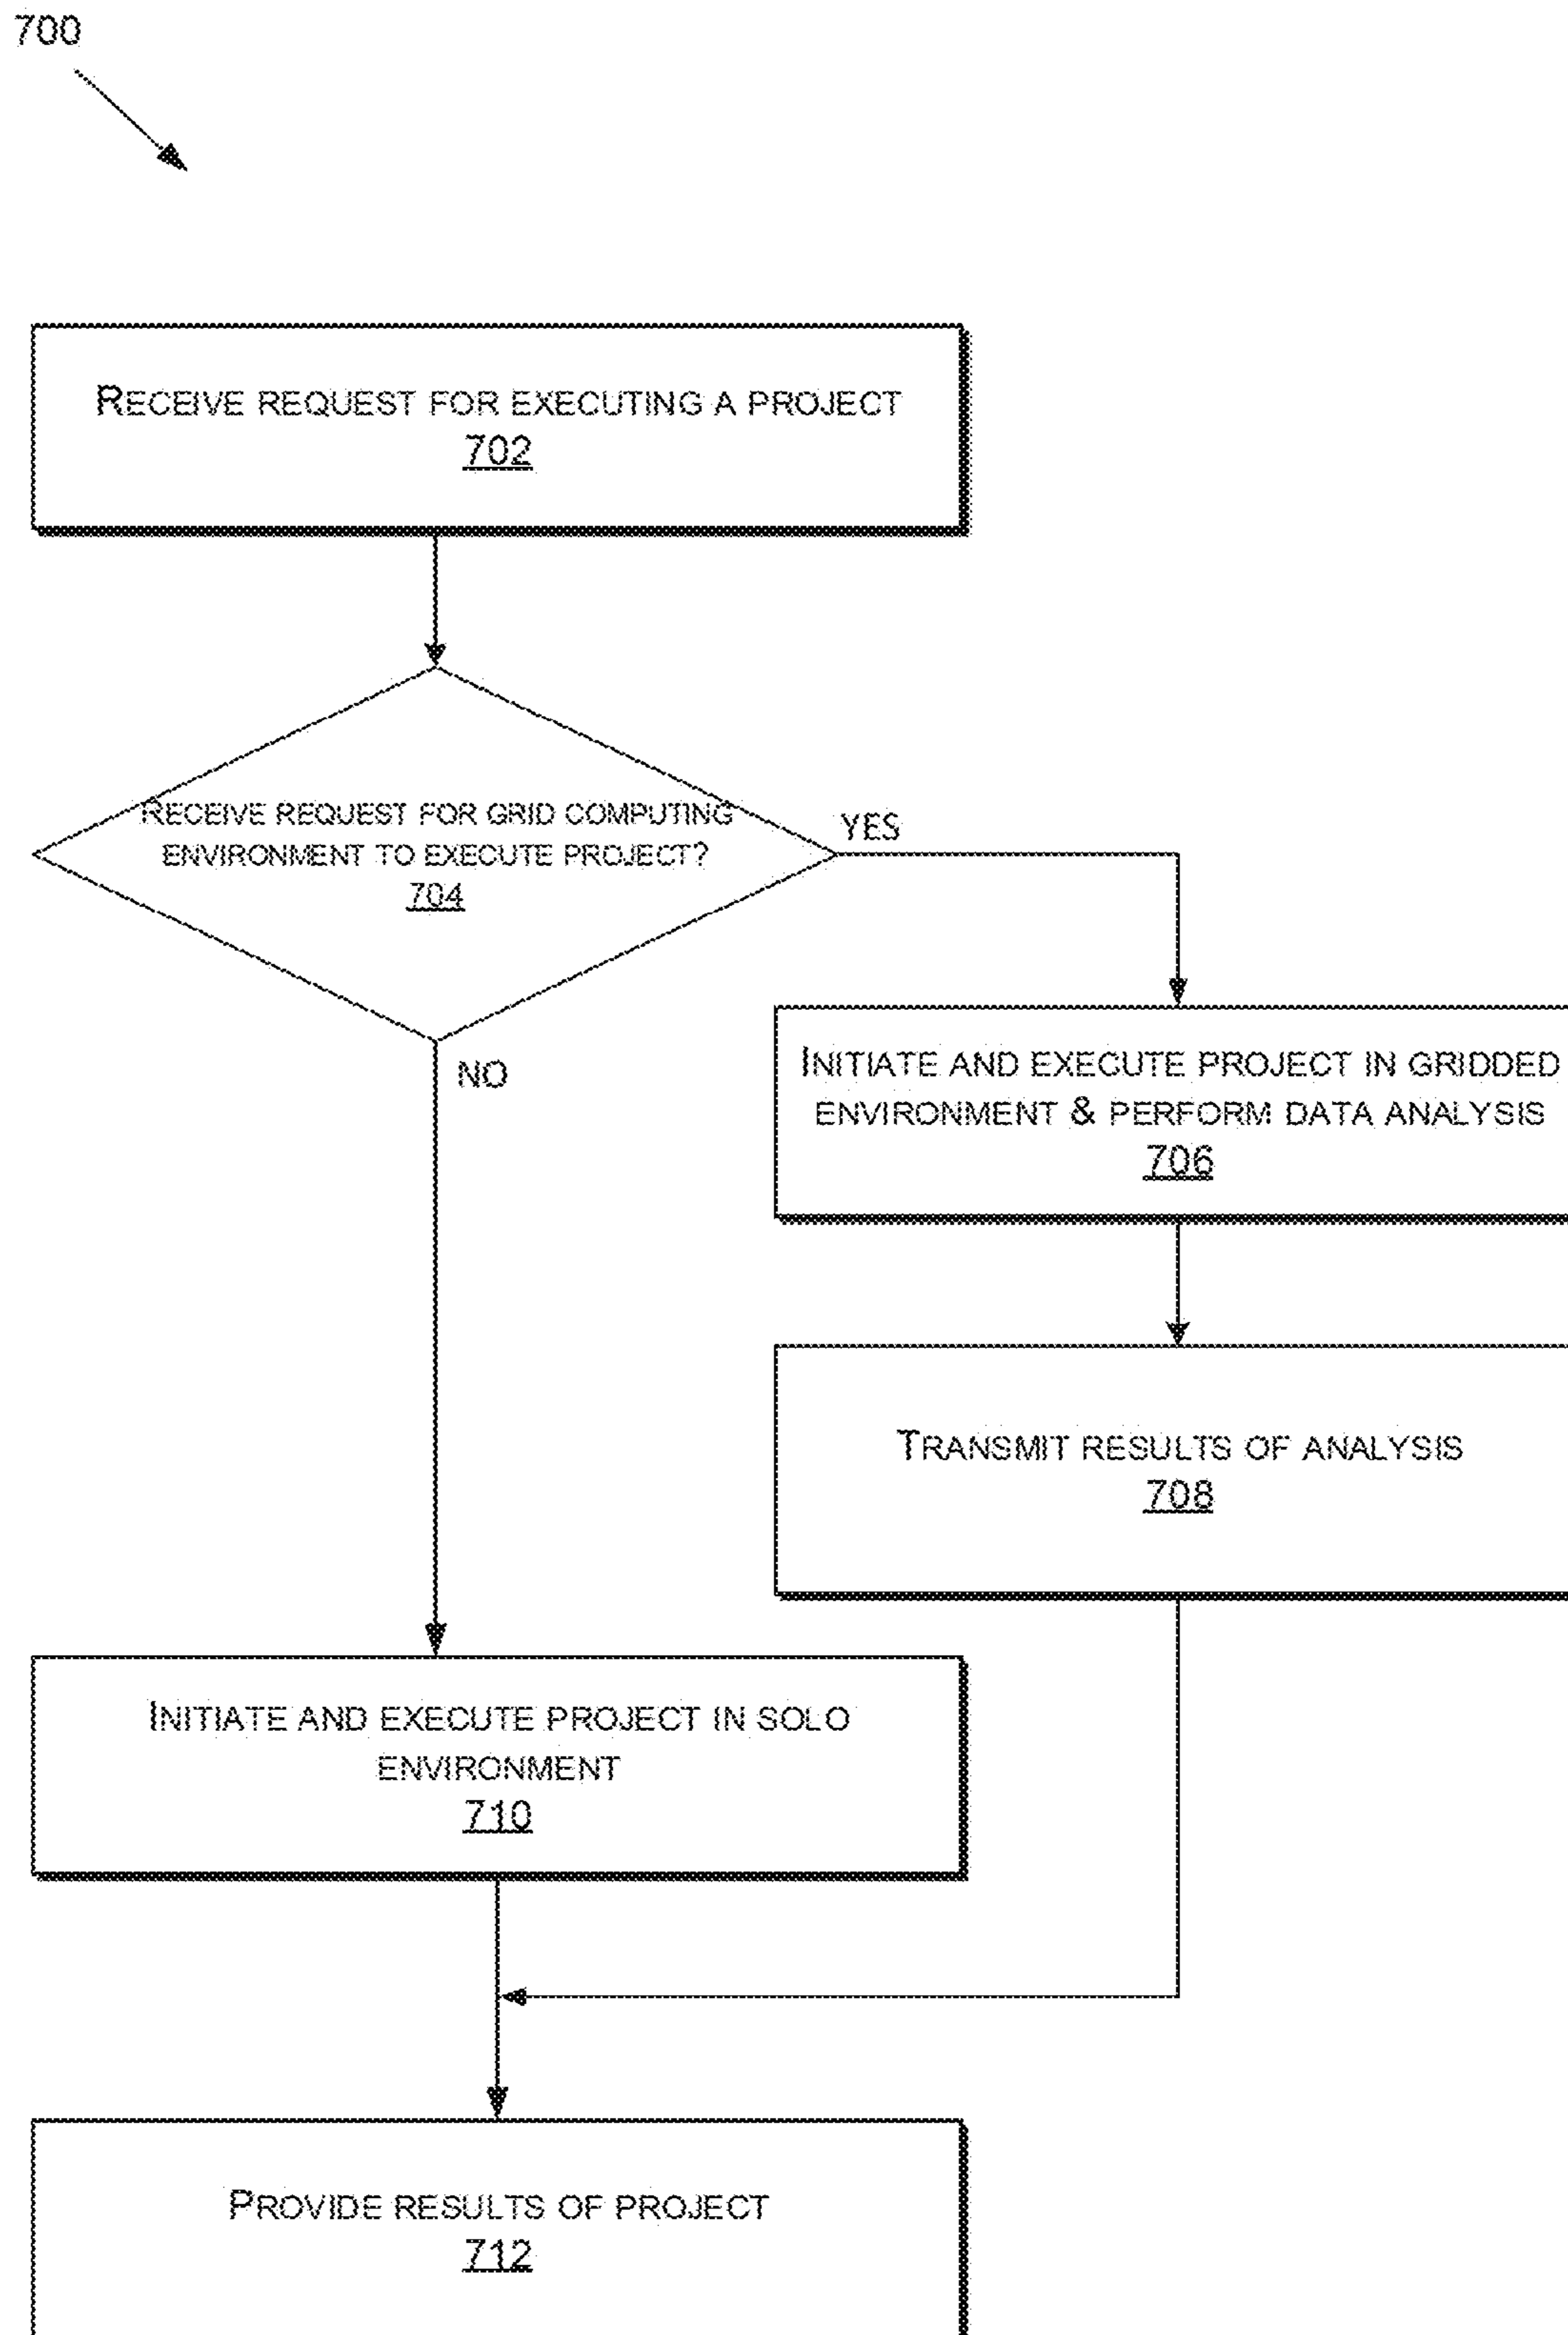 700
RECEIVE REQUEST FOR EXECUTING A PROJECT
702
RECEIVE REQUEST FOR GRID COMPUTING
ENVIRONMENT TO EXECUTE PROJECT?
704
YES
NO
INITIATE AND EXECUTE PROJECT IN GRIDDED
ENVIRONMENT & PERFORM DATA ANALYSIS
706
TRANSMIT RESULTS OF ANALYSIS
708
INITIATE AND EXECUTE PROJECT IN SOLO
ENVIRONMENT
710
PROVIDE RESULTS OF PROJECT
712